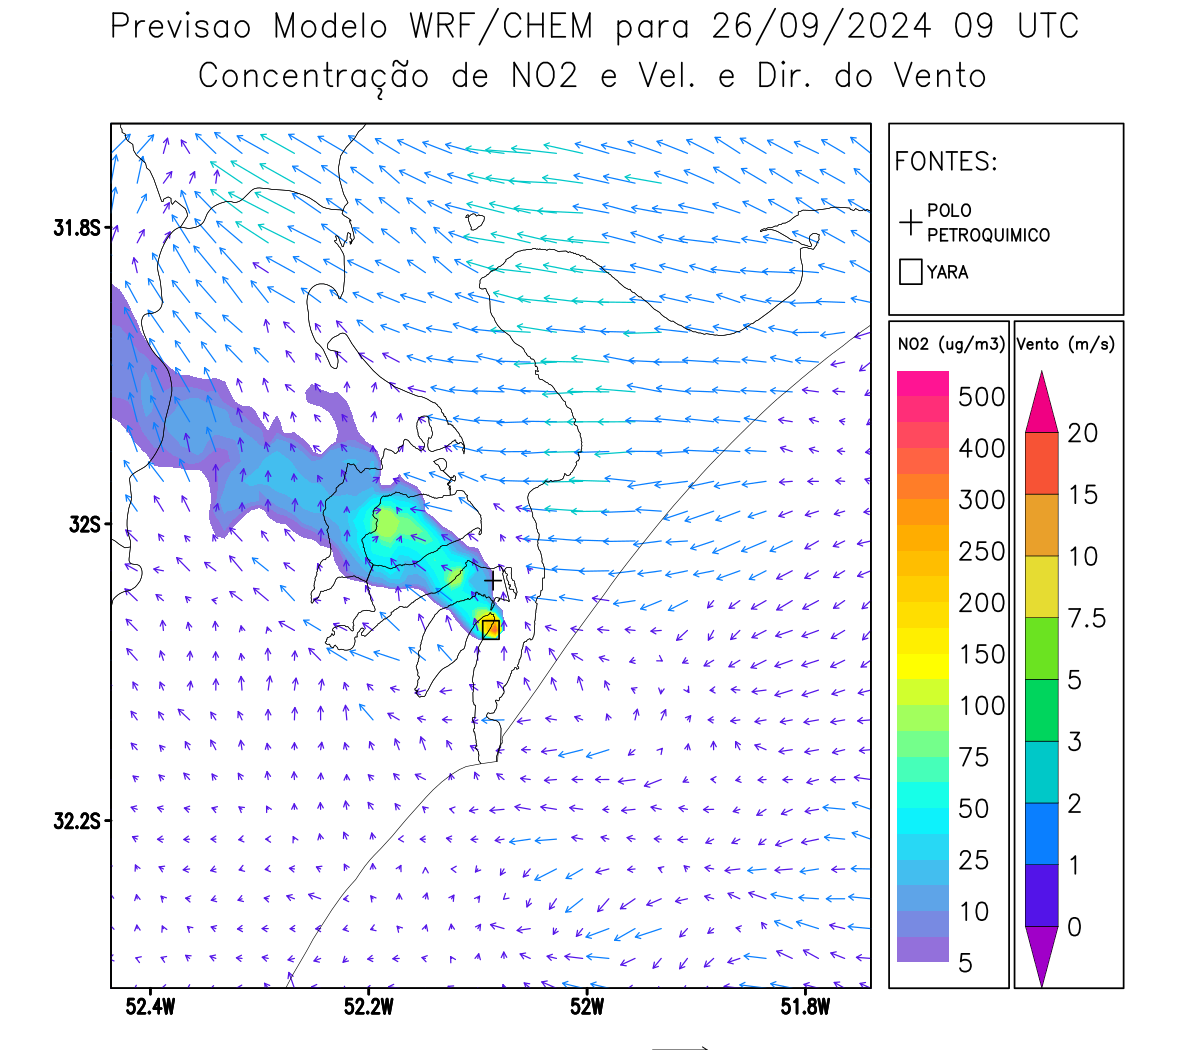 Previsao Modelo WRF/CHEM para 26/09/2024 09 UTC
Concentração de NO2 e Vel. e Dir. do Vento
FONTES:
POLO
PETROQUIMICO
YARA
31.8S
32S
32.2S
52.4W
52.2W
52W
51.8W
NO2 (ug/m3)
500
400
300
250
200
150
100
75
50
25
10
5
Vento (m/s)
20
15
10
7.5
5
3
2
1
0